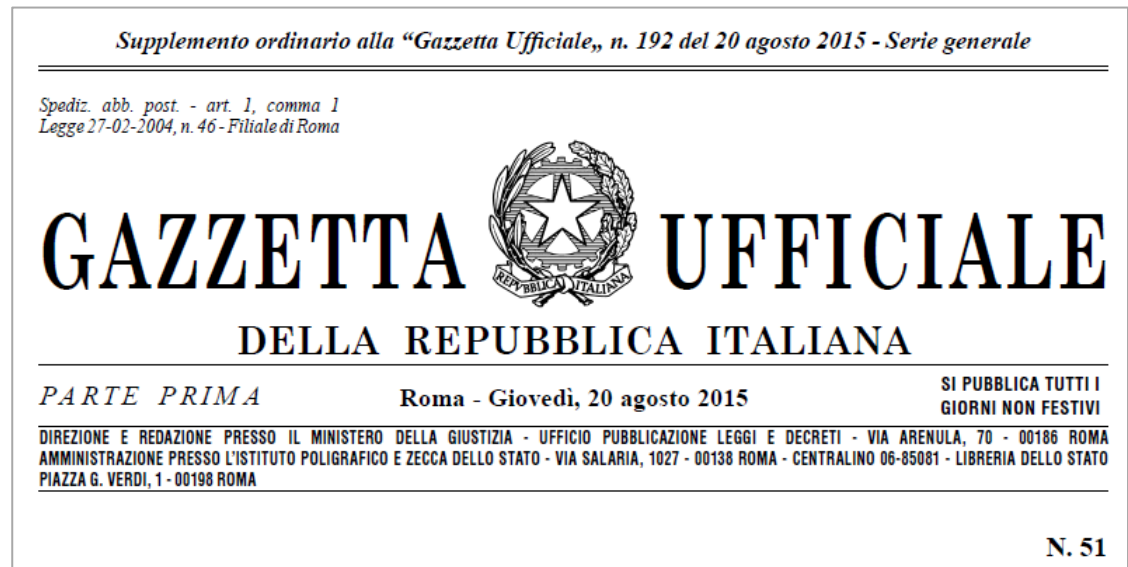 Supplemento ordinario alla “Gazzetta Ufficiale„ n. 192 del 20 agosto 2015 - Serie generale
Spediz. abb. post. - art. 1, comma 1
Legge 27-02-2004, n. 46 - Filiale di Roma
GAZZETTA UFFICIALE
REPVBBLICA ITALIANA
DELLA REPUBBLICA ITALIANA
PARTE PRIMA
Roma - Giovedì, 20 agosto 2015
SI PUBBLICA TUTTI I
GIORNI NON FESTIVI
DIREZIONE E REDAZIONE PRESSO IL MINISTERO DELLA GIUSTIZIA - UFFICIO PUBBLICAZIONE LEGGI E DECRETI - VIA ARENULA, 70 - 00186 ROMA
AMMINISTRAZIONE PRESSO L'ISTITUTO POLIGRAFICO E ZECCA DELLO STATO - VIA SALARIA, 1027 - 00138 ROMA - CENTRALINO 06-85081 - LIBRERIA DELLO STATO
PIAZZA G. VERDI, 1 - 00198 ROMA
N. 51